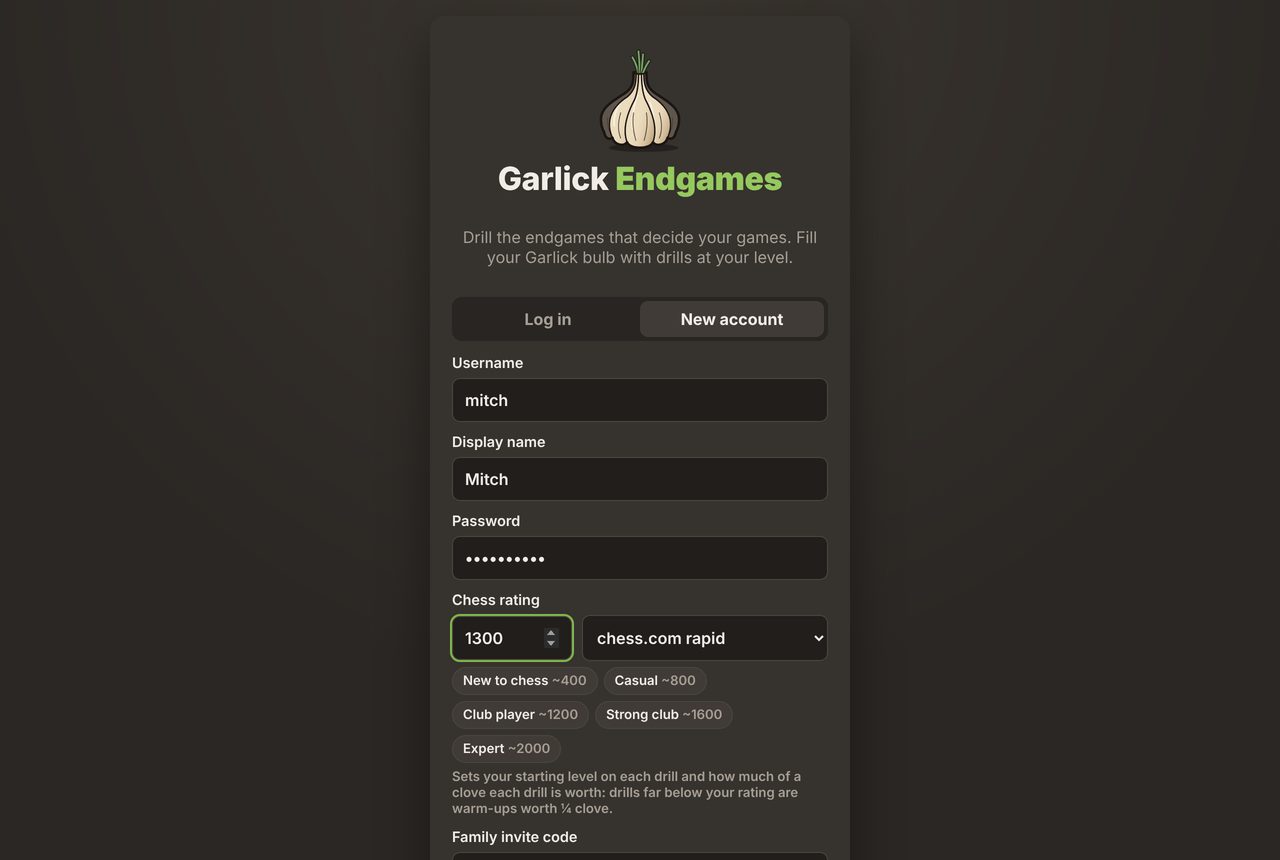 Garlick Endgames
Drill the endgames that decide your games. Fill
your Garlick bulb with drills at your level.
Log in
New account
Username
mitch
Display name
Mitch
Password
••••••••••
Chess rating
1300
chess.com rapid
New to chess ~400
Casual ~800
Club player ~1200
Strong club ~1600
Expert ~2000
Sets your starting level on each drill and how much of a
clove each drill is worth: drills far below your rating are
warm-ups worth ¼ clove.
Family invite code